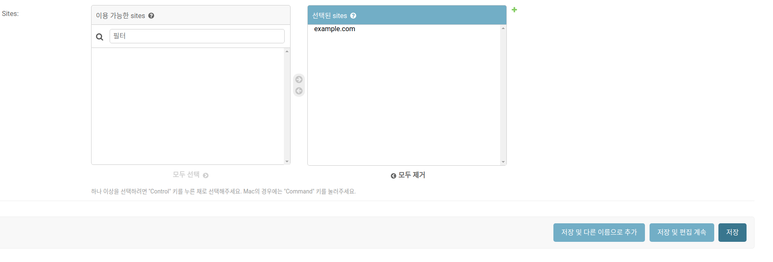 Sites:
이용 가능한 sites
필터
선택된 sites
example.com
모두 선택
모두 제거
하나 이상을 선택하려면 "Control" 키를 누른 채로 선택해주세요. Mac의 경우에는 "Command" 키를 눌러주세요.
저장 및 다른 이름으로 추가
저장 및 편집 계속
저장